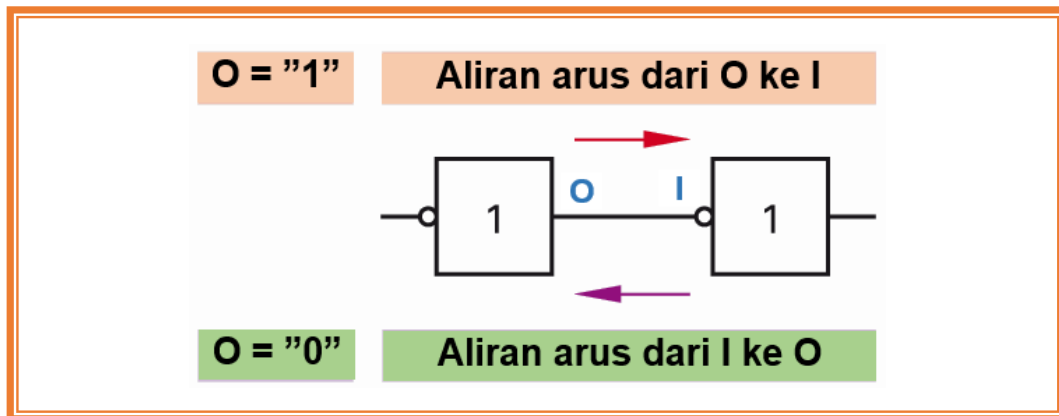 O = ”1” Aliran arus dari O ke I
O I
1 1
O = ”0” Aliran arus dari I ke O